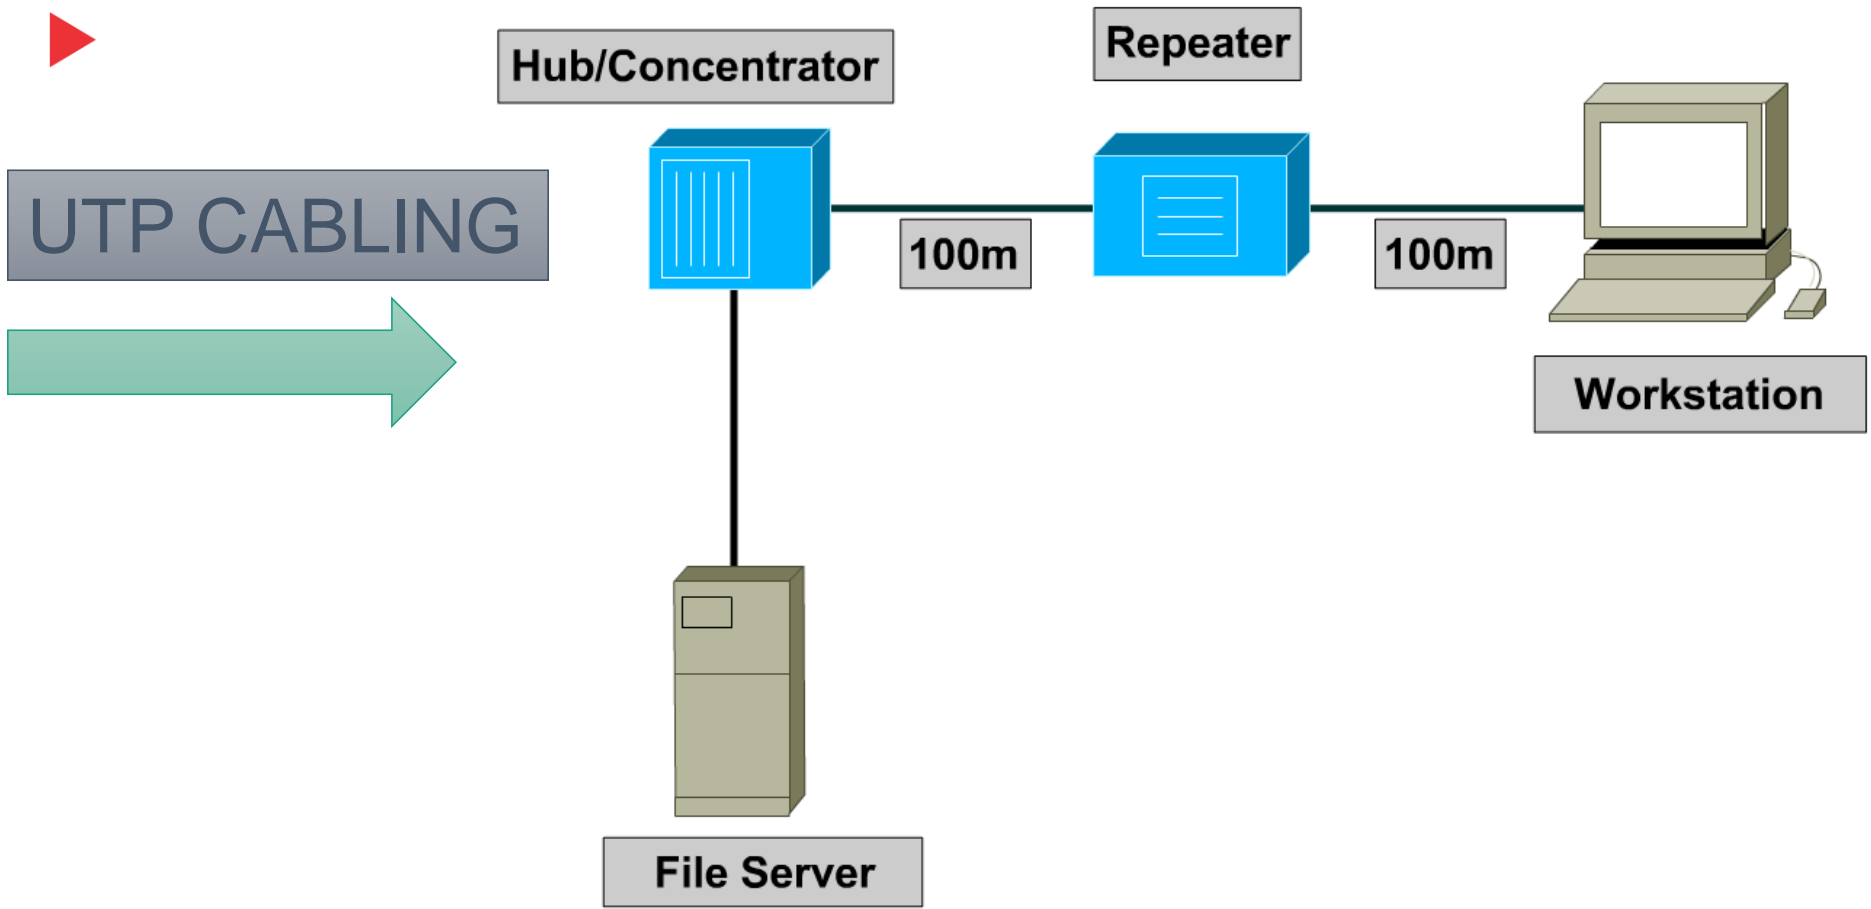 Repeater
Hub/Concentrator
UTP CABLING
100m
100m
Workstation
File Server